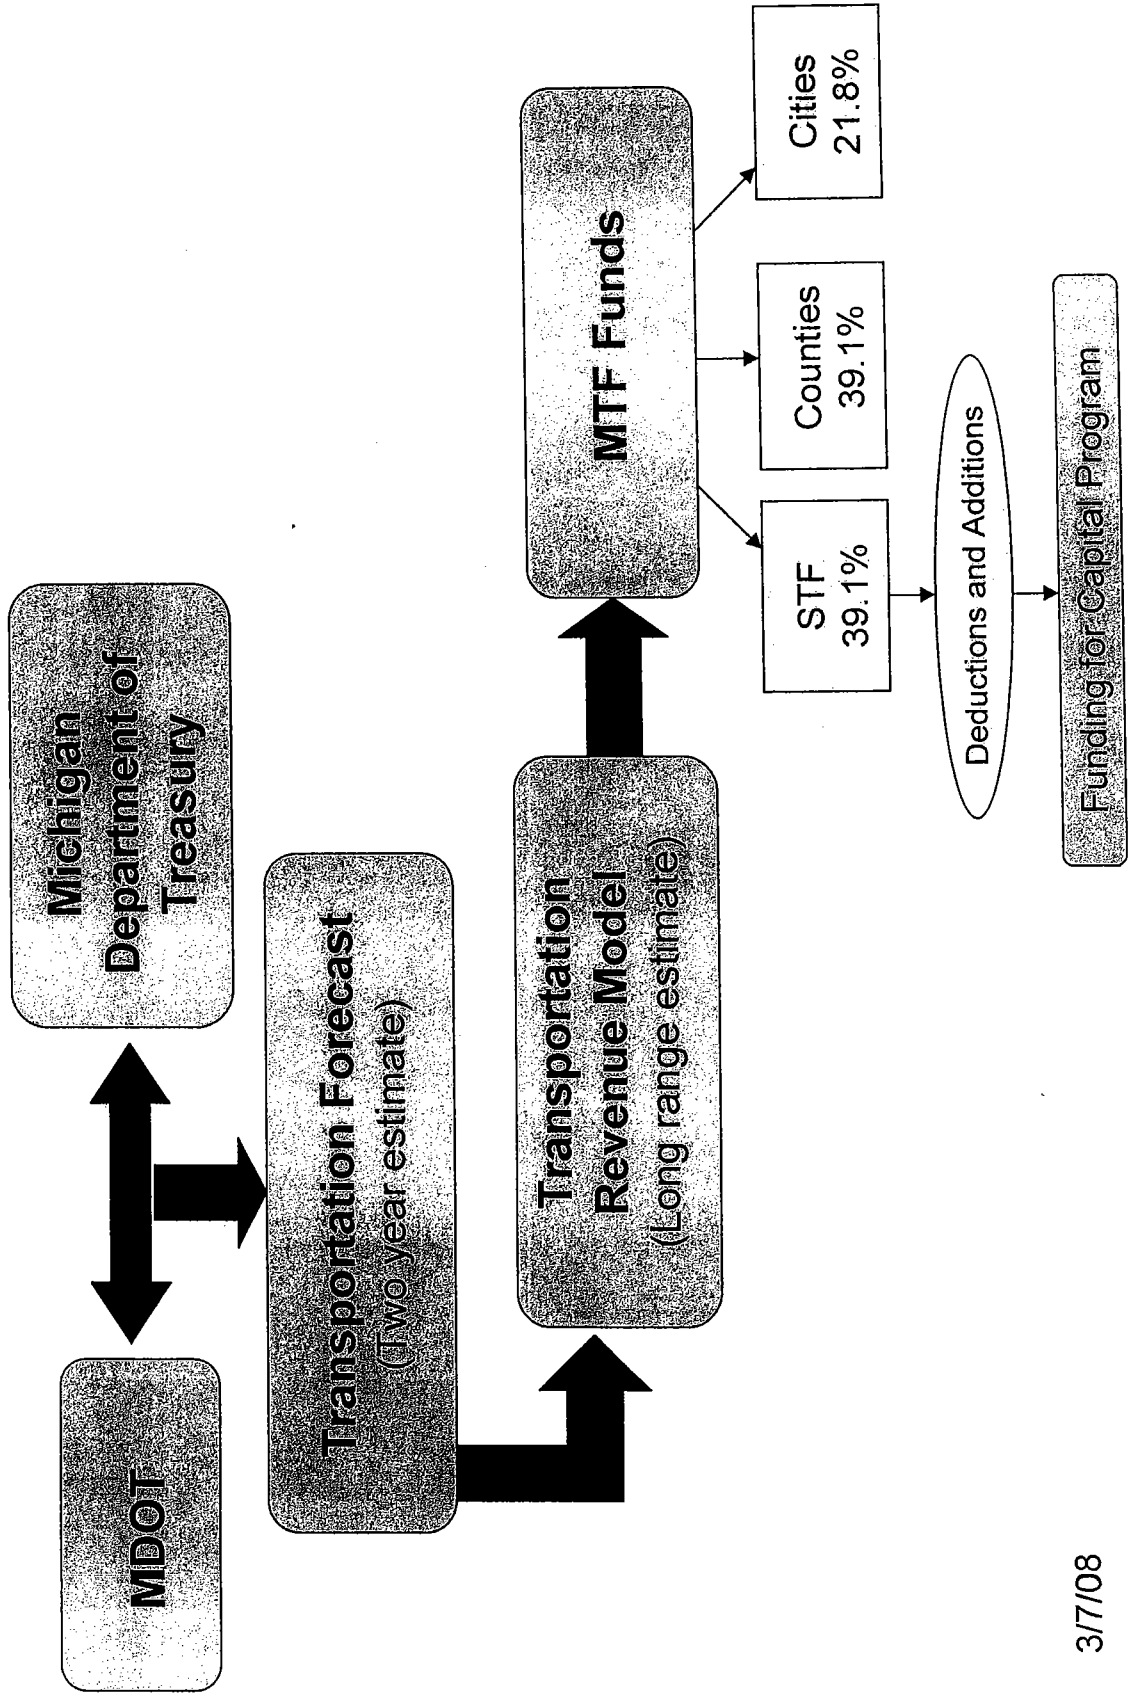 MDOT
Michigan
Department of
Treasury
Transportation Forecast
(Two year estimate)
Transportation
Revenue Model
(Long range estimate)
MTF Funds
STF
39.1%
Counties
39.1%
Cities
21.8%
Deductions and Additions
Funding for Capital Program
3/7/08